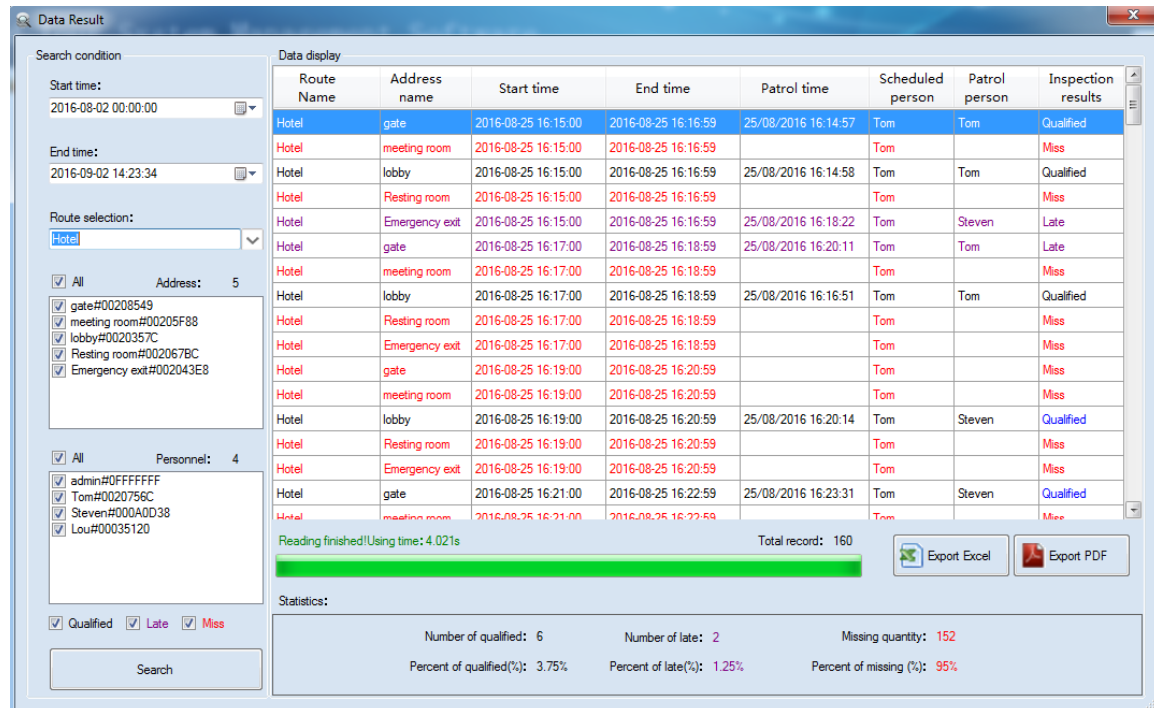 Data Result
Search condition
Start time:
2016-08-02 00:00:00
End time:
2016-09-02 14:23:34
Route selection:
Hotel
All Address: 5
gate#00208549
meeting room#00205F88
lobby#0020357C
Resting room#002067BC
Emergency exit#002043E8
All Personnel: 4
admin#0FFFFFFF
Tom#0020756C
Steven#000A0D38
Lou#00035120
Qualified Late Miss
Search
Data display
Route Name Address name Start time End time Patrol time Scheduled person Patrol person Inspection results
Hotel gate 2016-08-25 16:15:00 2016-08-25 16:16:59 25/08/2016 16:14:57 Tom Tom Qualified
Hotel meeting room 2016-08-25 16:15:00 2016-08-25 16:16:59 Tom Miss
Hotel lobby 2016-08-25 16:15:00 2016-08-25 16:16:59 25/08/2016 16:14:58 Tom Tom Qualified
Hotel Resting room 2016-08-25 16:15:00 2016-08-25 16:16:59 Tom Miss
Hotel Emergency exit 2016-08-25 16:15:00 2016-08-25 16:16:59 25/08/2016 16:18:22 Tom Steven Late
Hotel gate 2016-08-25 16:17:00 2016-08-25 16:18:59 25/08/2016 16:20:11 Tom Tom Late
Hotel meeting room 2016-08-25 16:17:00 2016-08-25 16:18:59 Tom Miss
Hotel lobby 2016-08-25 16:17:00 2016-08-25 16:18:59 25/08/2016 16:16:51 Tom Tom Qualified
Hotel Resting room 2016-08-25 16:17:00 2016-08-25 16:18:59 Tom Miss
Hotel Emergency exit 2016-08-25 16:17:00 2016-08-25 16:18:59 Tom Miss
Hotel gate 2016-08-25 16:19:00 2016-08-25 16:20:59 Tom Miss
Hotel meeting room 2016-08-25 16:19:00 2016-08-25 16:20:59 Tom Miss
Hotel lobby 2016-08-25 16:19:00 2016-08-25 16:20:59 25/08/2016 16:20:14 Tom Steven Qualified
Hotel Resting room 2016-08-25 16:19:00 2016-08-25 16:20:59 Tom Miss
Hotel Emergency exit 2016-08-25 16:19:00 2016-08-25 16:20:59 Tom Miss
Hotel gate 2016-08-25 16:21:00 2016-08-25 16:22:59 25/08/2016 16:23:31 Tom Steven Qualified
Hotel meeting room 2016-08-25 16:21:00 2016-08-25 16:22:59 Tom Miss
Reading finished!Using time:4.021s Total record: 160
Export Excel Export PDF
Statistics:
Number of qualified: 6 Number of late: 2 Missing quantity: 152
Percent of qualified(%): 3.75% Percent of late(%): 1.25% Percent of missing (%): 95%